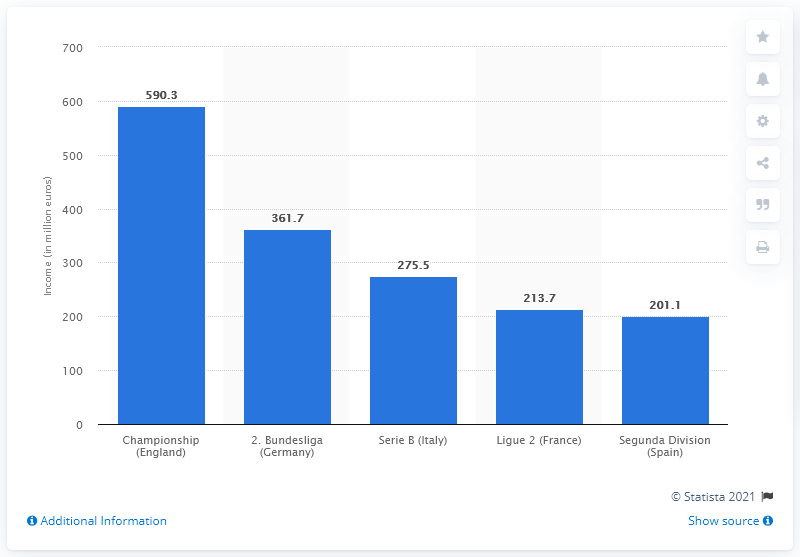 700
600
500
400
300
200
100
0
Income (in million euros)
590.3
361.7
275.5
213.7
201.1
Championship
(England)
2. Bundesliga
(Germany)
Serie B (Italy)
Ligue 2 (France)
Segunda Division
(Spain)
© Statista 2021
Additional Information
Show source